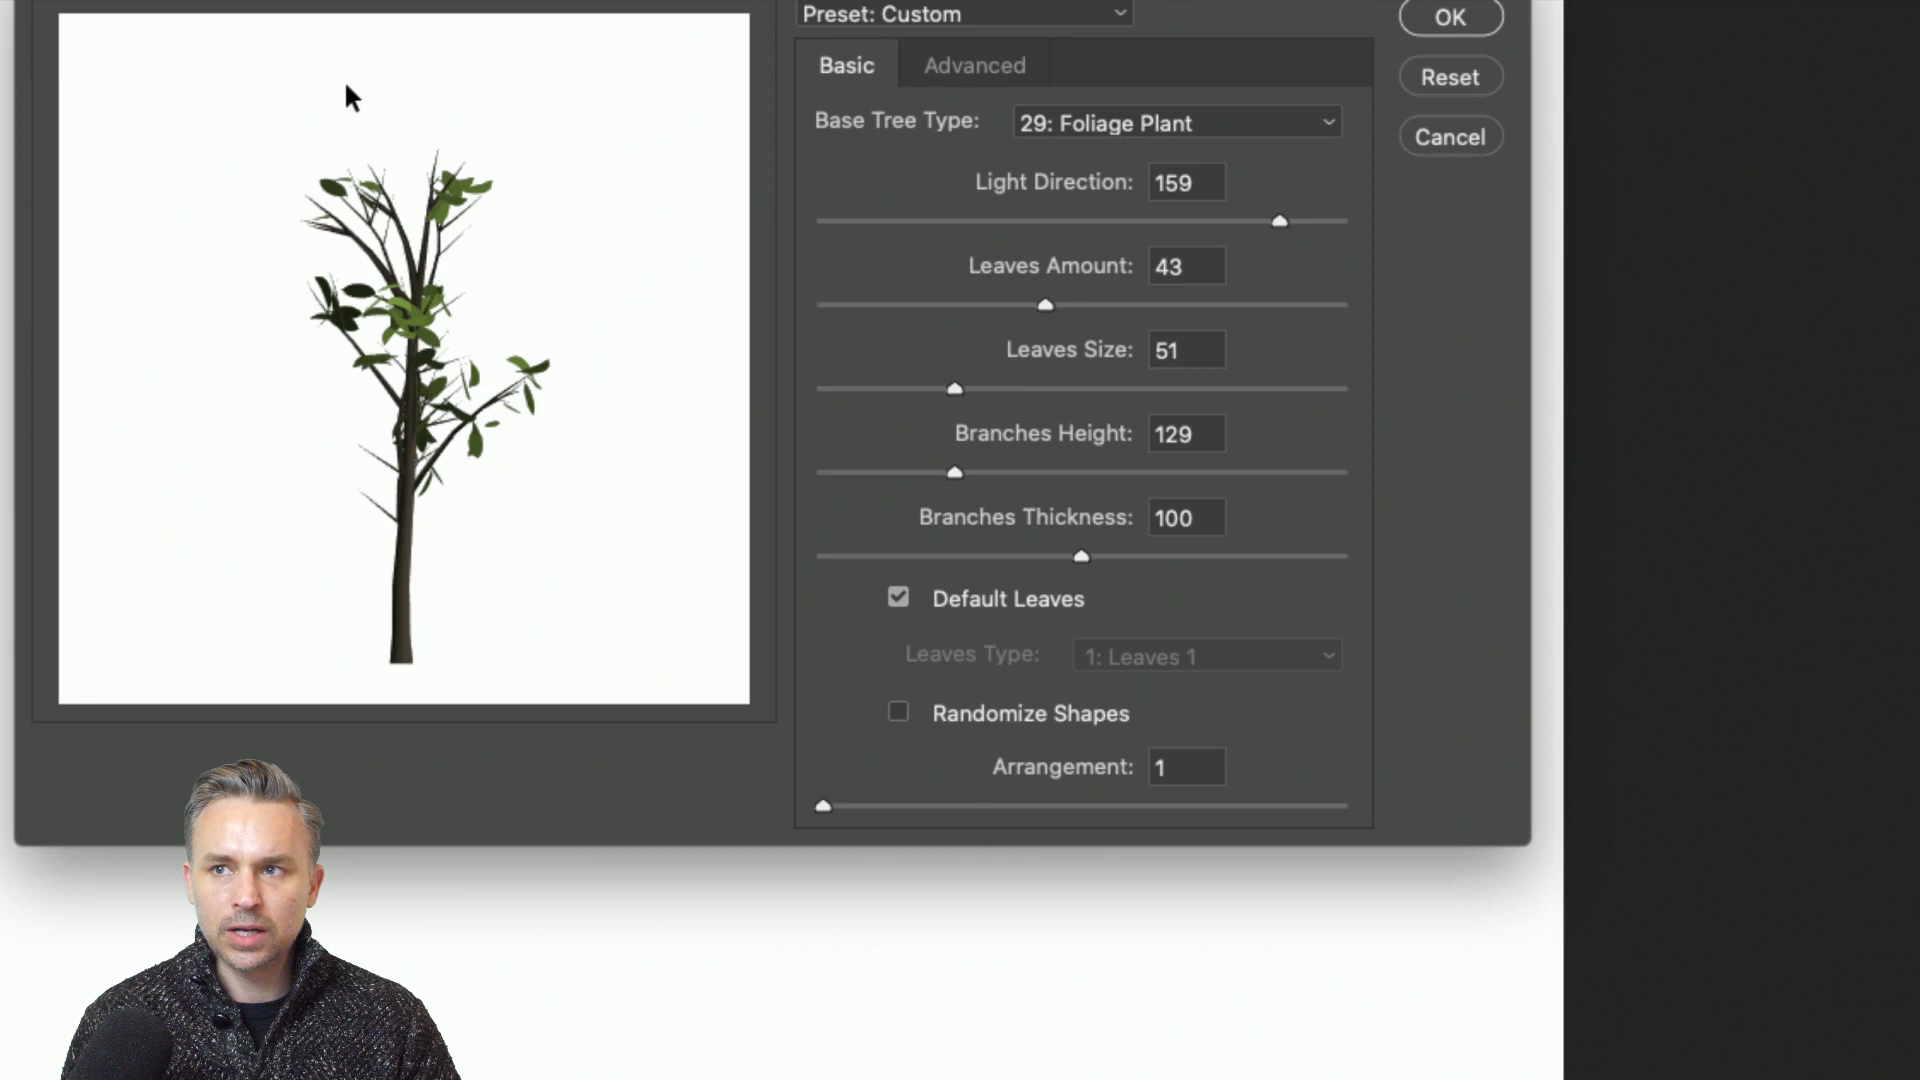 Preset: Custom
OK
Basic
Advanced
Reset
Base Tree Type: 29: Foliage Plant
Cancel
Light Direction: 159
Leaves Amount: 43
Leaves Size: 51
Branches Height: 129
Branches Thickness: 100
Default Leaves
Leaves Type: 1: Leaves 1
Randomize Shapes
Arrangement: 1